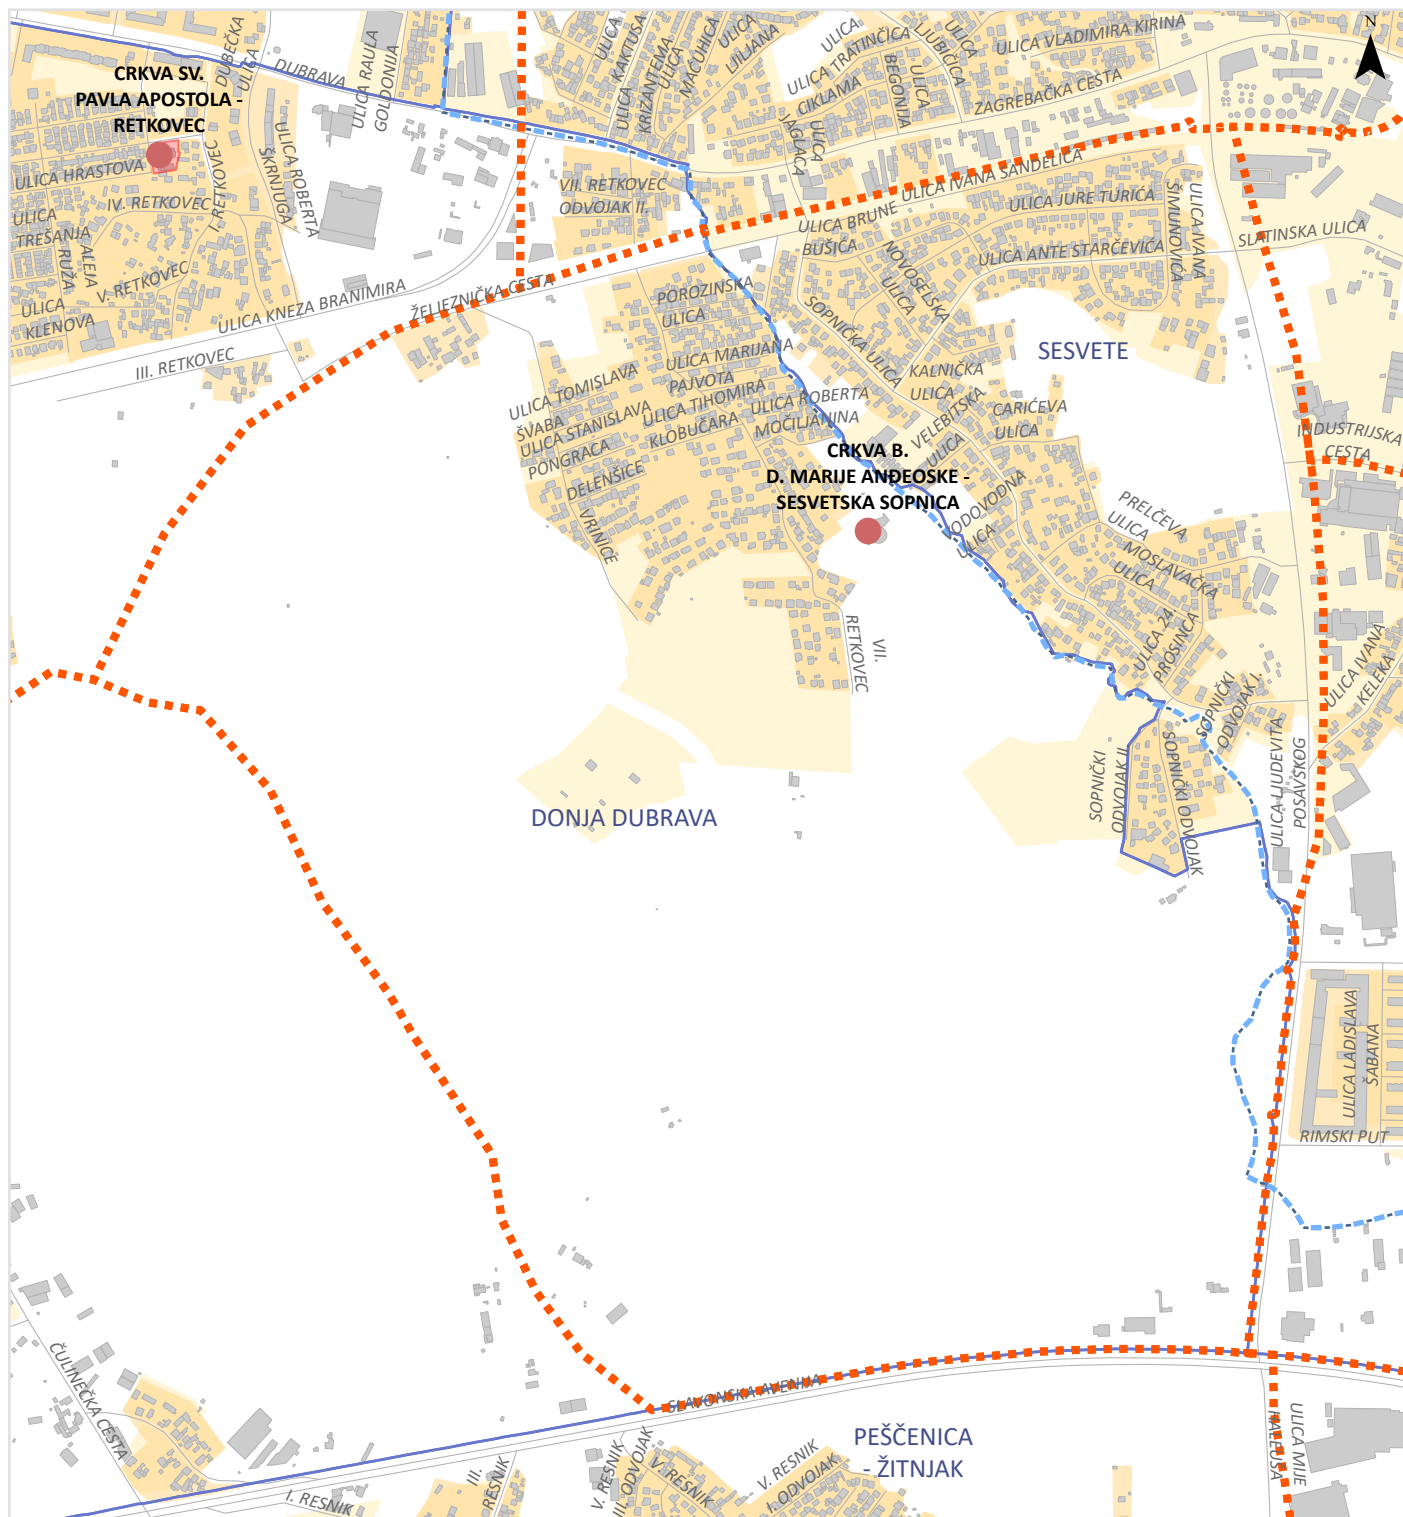 N
ULICA VLADIMIRA KIRINA
ZAGREBAČKA CESTA
ULICA
LJUBČICA
ULICA
TRATINČICA
ULICA
CIKLAMA
ULICA
BEGONIJA
ULICA
JAGLACA
ULICA
LJILJANA
ULICA
MAĆUHICA
ULICA
KRIZANTEMA
ULICA KAKTUSA
ULICA RAULA
GOLDONIJA
DUBRAVA
DUBEČKA
ULICA
CRKVA SV.
PAVLA APOSTOLA -
RETKOVEC
ULICA HRASTOVA
IV. RETKOVEC
I. RETKOVEC
ULICA ROBERTA
ŠKRNJUGA
ULICA
TREŠANJA
ALEJA
RUŽA
V. RETKOVEC
ULICA
KLENOVA
ULICA KNEZA BRANIMIRA
III. RETKOVEC
ŽELJEZNIČKA CESTA
VII. RETKOVEC
ODVOJAK II.
ULICA IVANA SANDELIĆA
ULICA BRUNE
BUŠIĆA
ULICA JURE TURIĆA
ULICA IVANA
ŠIMUNOVIĆA
SLATINSKA ULICA
ULICA ANTE STARČEVIĆA
NOVOSELSKA
ULICA
POROZINSKA
ULICA
SOPNIČKA ULICA
SESVETE
ULICA MARIJANA
PAJVOTA
ULICA TOMISLAVA
ŠVABA
ULICA STANISLAVA
PONGRACA
ULICA TIHOMIRA
KLOBUČARA
ULICA ROBERTA
MOČILJANINA
KALNIČKA
ULICA
VELEBITSKA
ULICA
CARIĆEVA
ULICA
INDUSTRIJSKA
CESTA
DELENŠICE
VRINICE
CRKVA B.
D. MARIJE ANĐEOSKE -
SESVETSKA SOPNICA
VODOVODNA
ULICA
PRELČEVA
ULICA
MOSLAVAČKA
ULICA
ULICA 24
PROSINCA
VII.
RETKOVEC
ULICA IVANA
KELEKA
SOPNIČKI
ODVOJAK I.
SOPNIČKI
ODVOJAK II.
SOPNIČKI ODVOJAK
ULICA LJUDEVITA
POSAVSKOG
DONJA DUBRAVA
ULICA LADISLAVA
ŠABANA
RIMSKI PUT
ČULINEČKA CESTA
SLAVONSKA AVENIJA
PEŠČENICA
- ŽITNJAK
ULICA MIJE
HALEUSA
I. RESNIK
III.
RESNIK
V. RESNIK
III. ODVOJAK
V. RESNIK
V. RESNIK
I. ODVOJAK